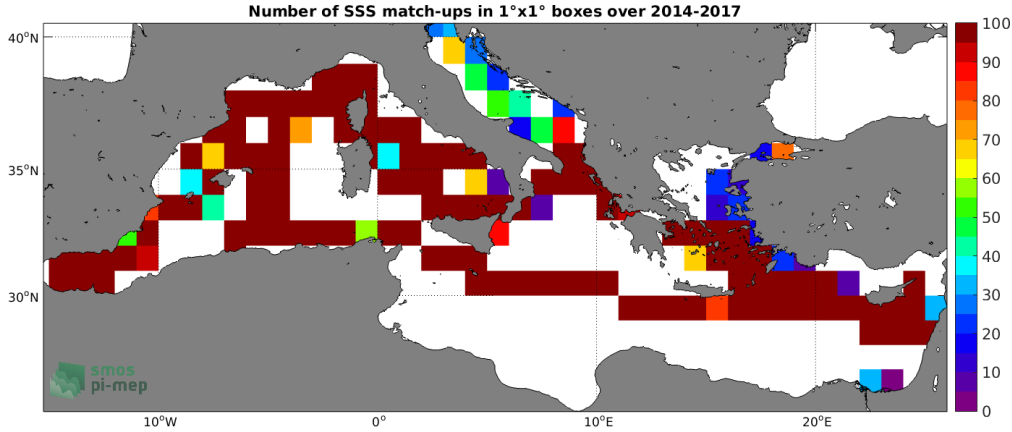 Number of SSS match-ups in 1°x1° boxes over 2014-2017
40°N
35°N
30°N
10°W
0°
10°E
20°E
100
90
80
70
60
50
40
30
20
10
0
smos
pi-mep